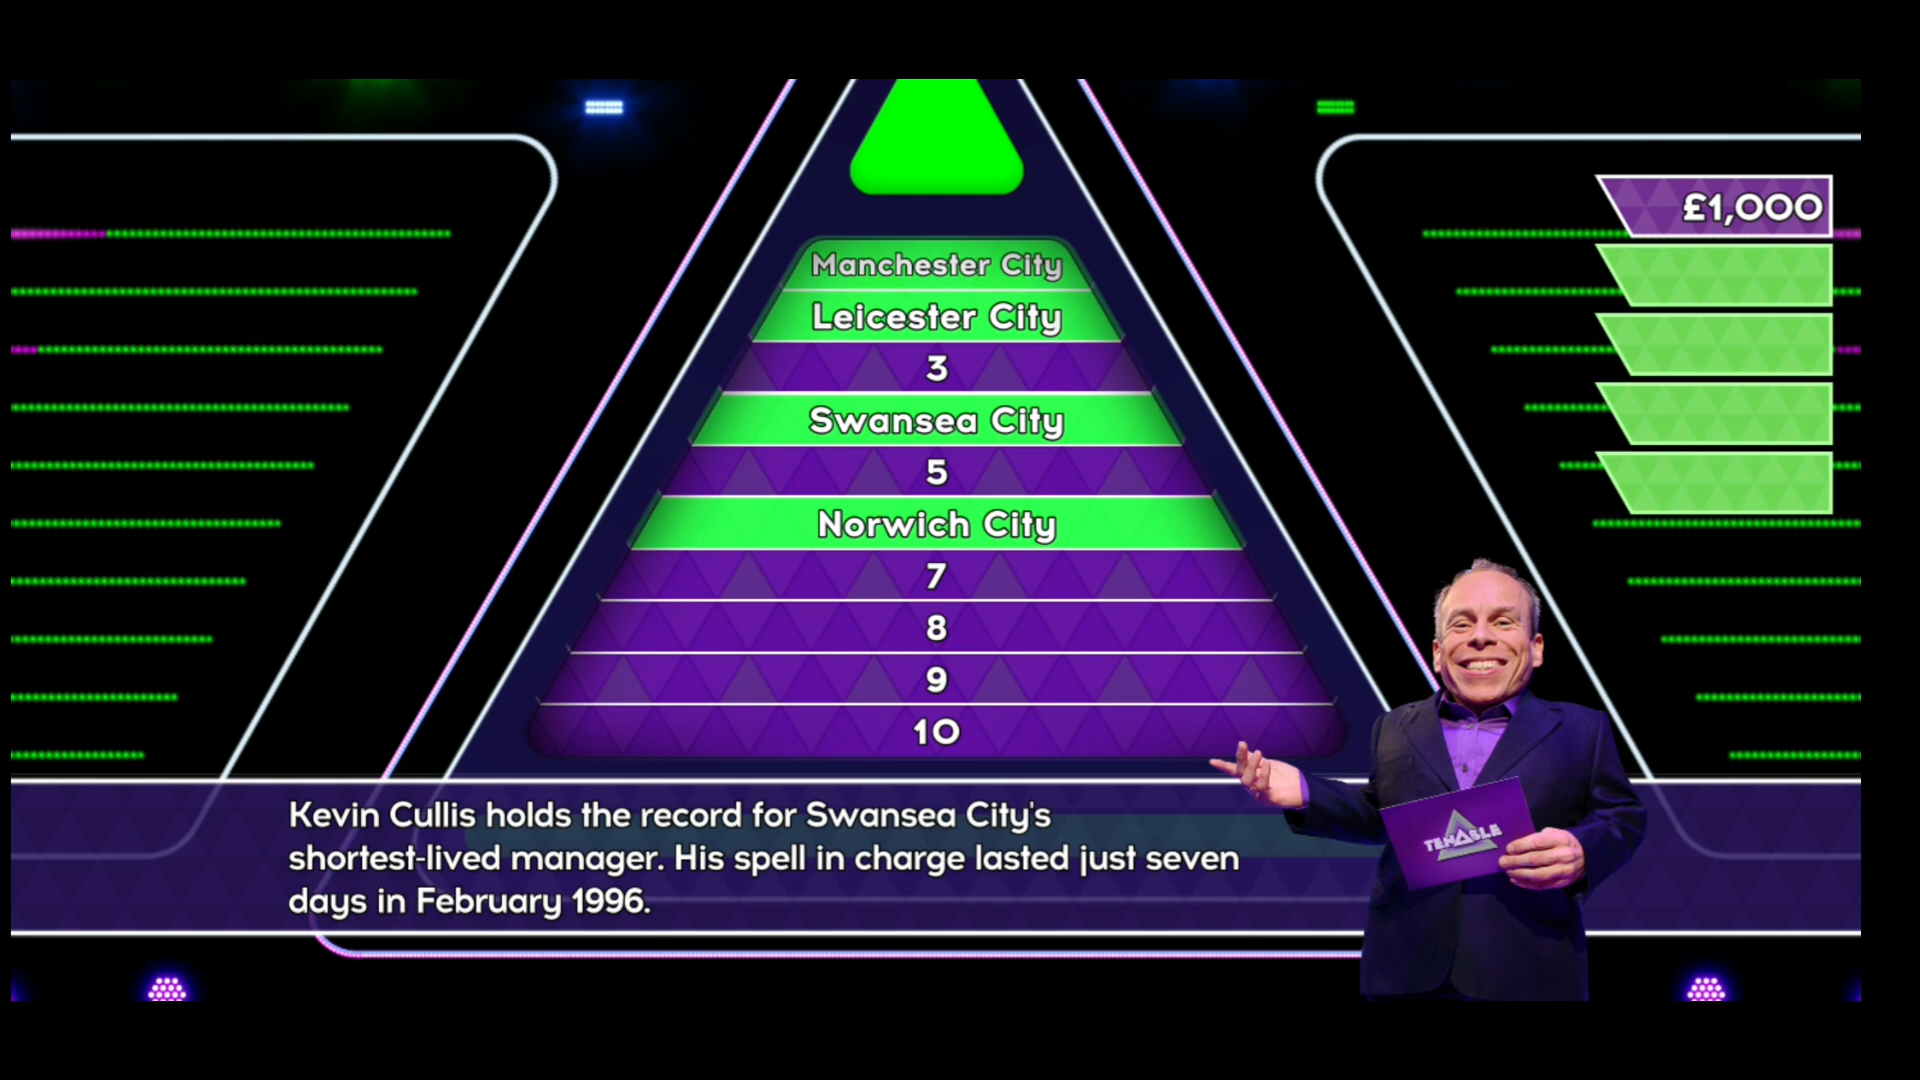 £1,000
Manchester City
Leicester City
3
Swansea City
5
Norwich City
7
8
9
10
Kevin Cullis holds the record for Swansea City's
shortest-lived manager. His spell in charge lasted just seven
days in February 1996.
TENABLE